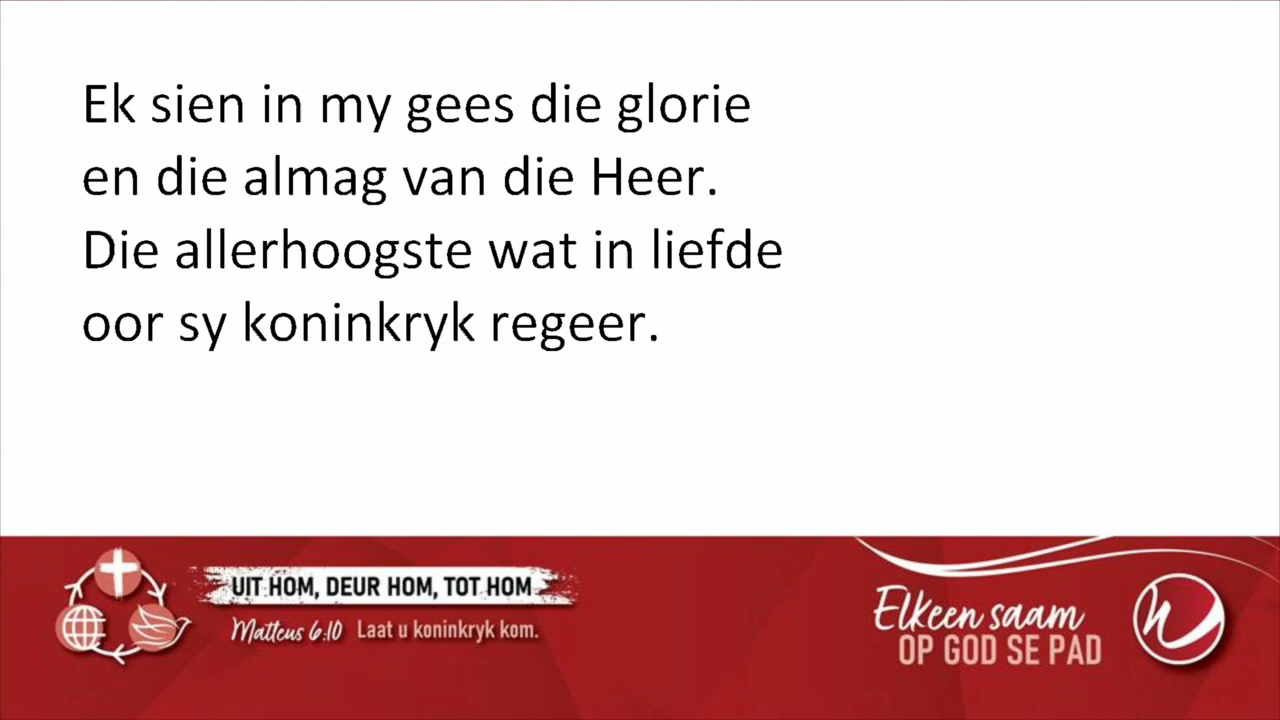 Ek sien in my gees die glorie
en die almag van die Heer.
Die allerhoogste wat in liefde
oor sy koninkryk regeer.
UIT HOM, DEUR HOM, TOT HOM
Matteus 6:10 Laat u koninkryk kom.
Elkeen saam
OP GOD SE PAD